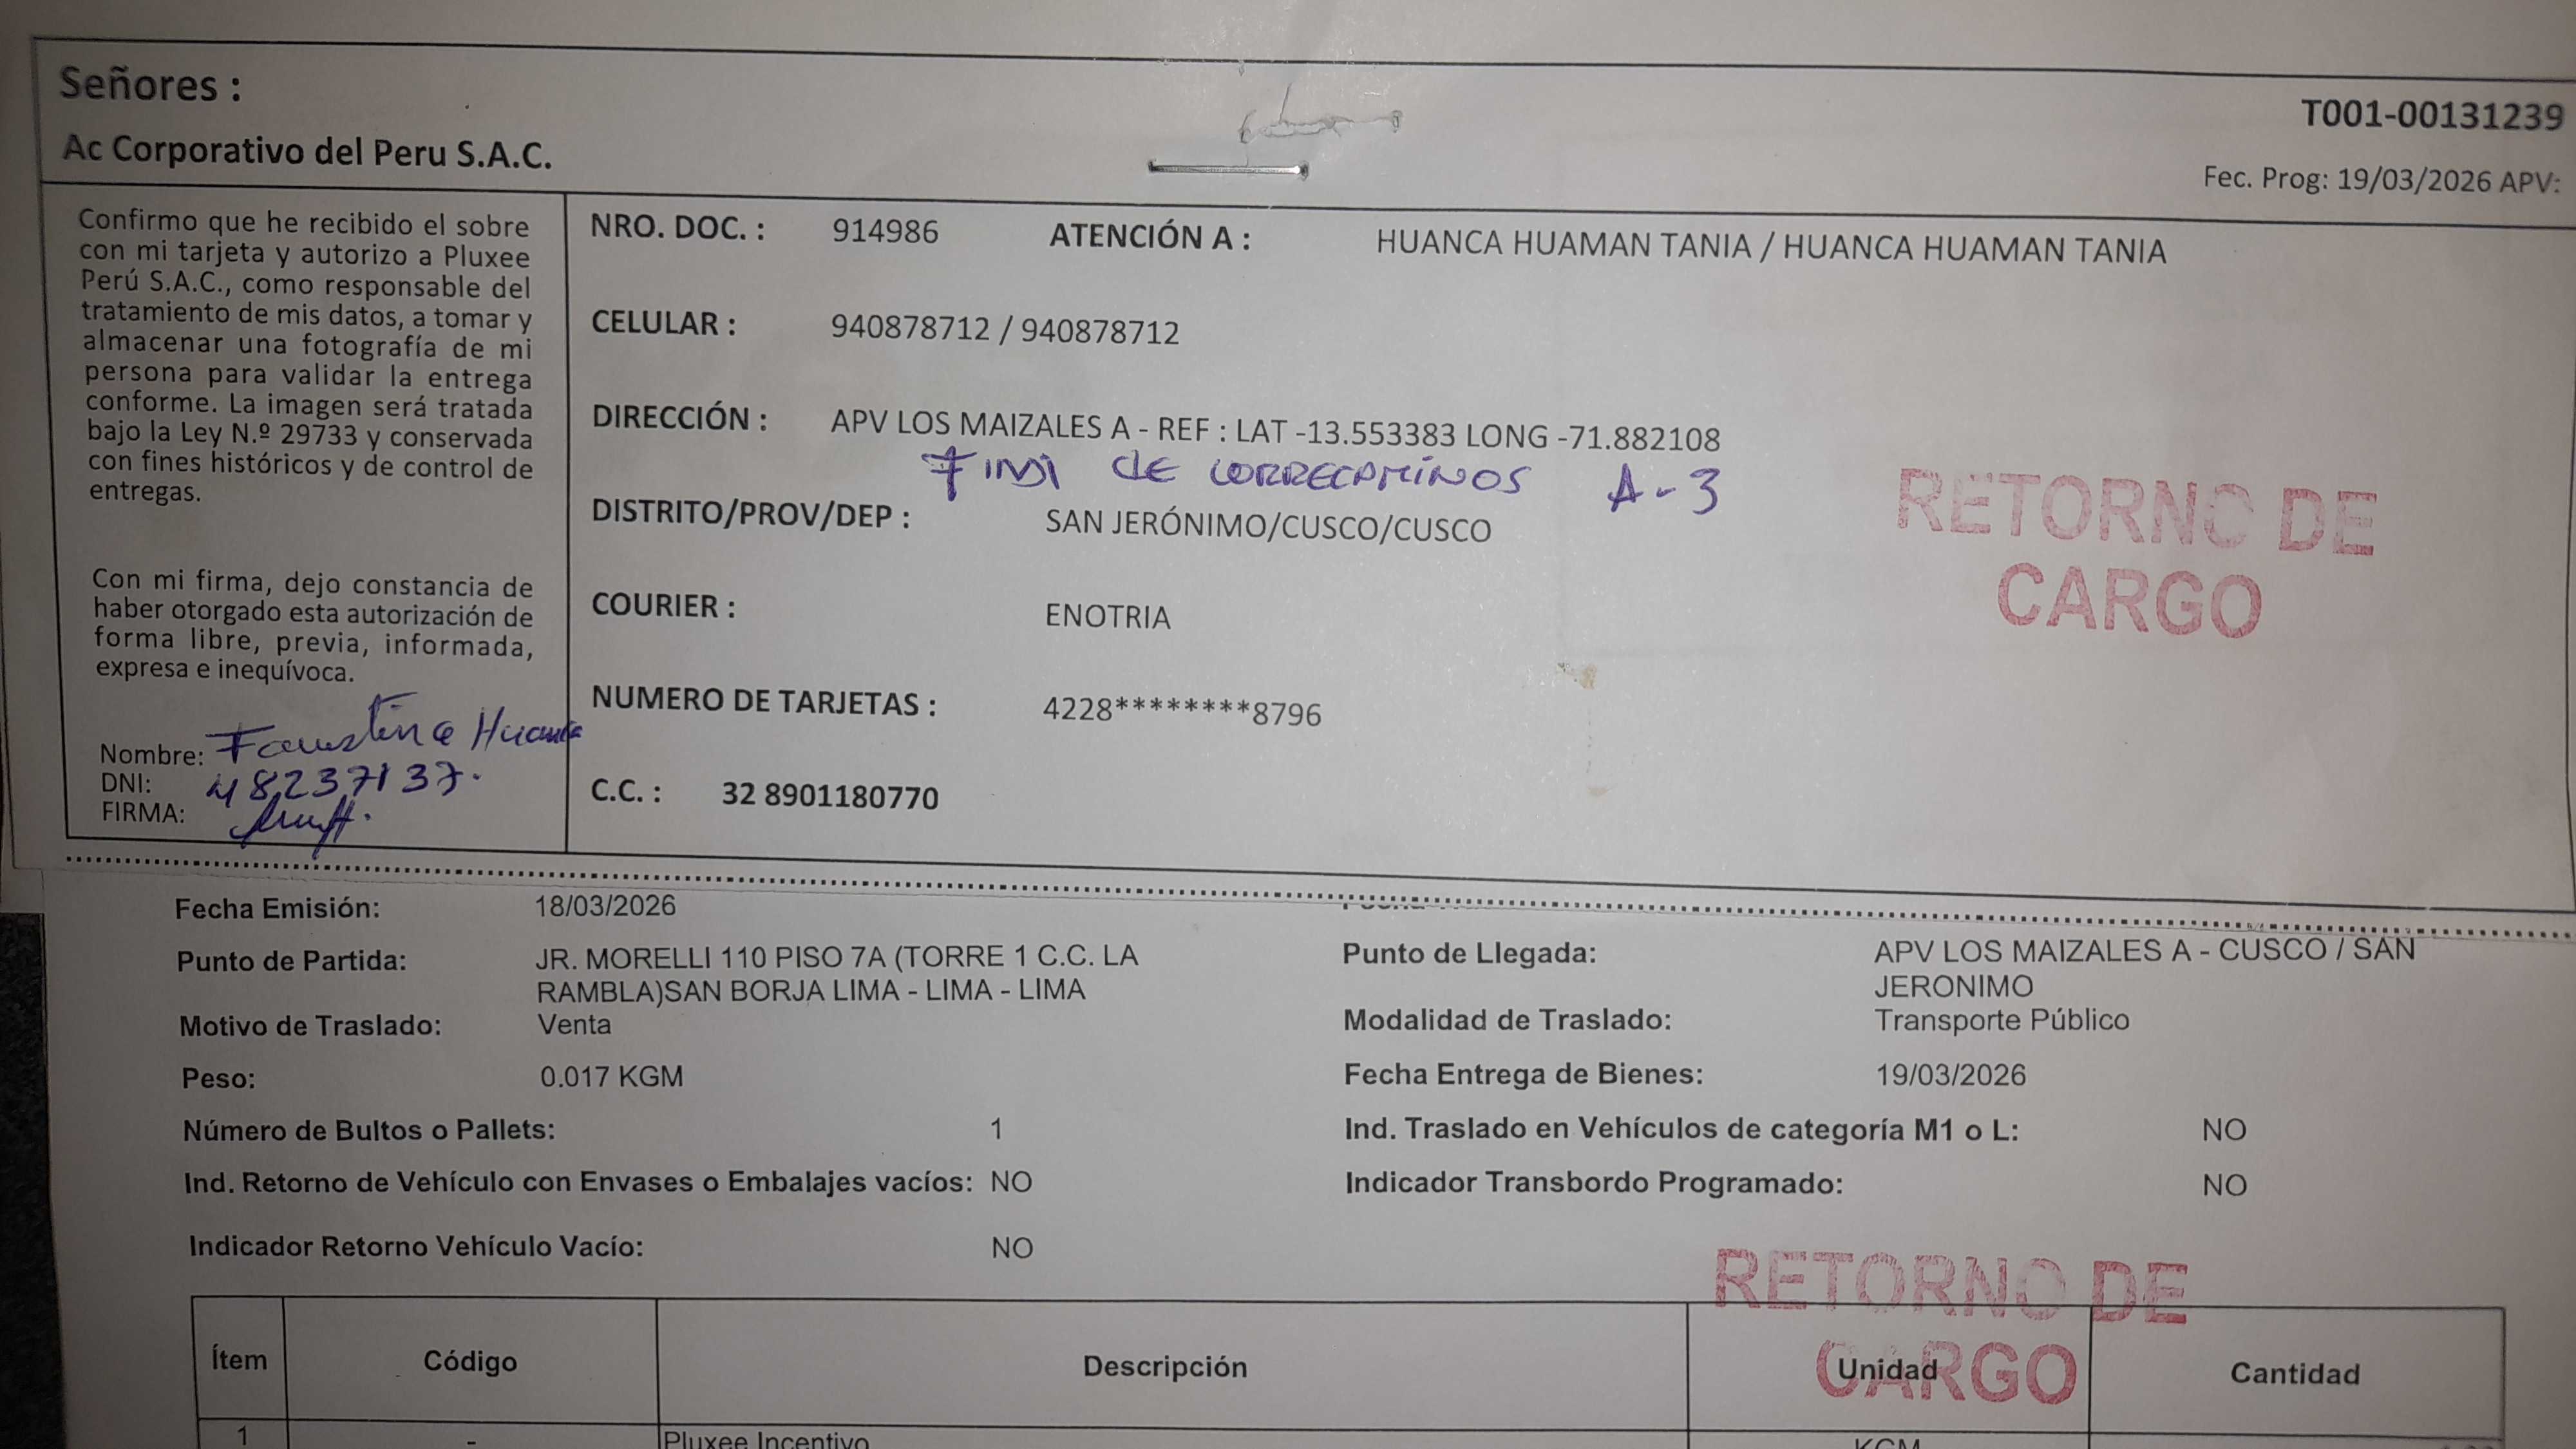 Señores :
Ac Corporativo del Peru S.A.C.
T001-00131239
Fec. Prog: 19/03/2026 APV:
Confirmo que he recibido el sobre
con mi tarjeta y autorizo a Pluxee
Perú S.A.C., como responsable del
tratamiento de mis datos, a tomar y
almacenar una fotografía de mi
persona para validar la entrega
conforme. La imagen será tratada
bajo la Ley N.º 29733 y conservada
con fines históricos y de control de
entregas.
Con mi firma, dejo constancia de
haber otorgado esta autorización de
forma libre, previa, informada,
expresa e inequívoca.
Nombre: Faustina Huanca
DNI: 48237137.
FIRMA:
NRO. DOC. : 914986 ATENCIÓN A : HUANCA HUAMAN TANIA / HUANCA HUAMAN TANIA
CELULAR : 940878712 / 940878712
DIRECCIÓN : APV LOS MAIZALES A - REF : LAT -13.553383 LONG -71.882108
DE CORRECAMINOS A-3
DISTRITO/PROV/DEP : SAN JERÓNIMO/CUSCO/CUSCO
COURIER : ENOTRIA
NUMERO DE TARJETAS : 4228********8796
C.C. : 32 8901180770
RETORNO DE
CARGO
Fecha Emisión: 18/03/2026
Punto de Partida: JR. MORELLI 110 PISO 7A (TORRE 1 C.C. LA
RAMBLA)SAN BORJA LIMA - LIMA - LIMA
Punto de Llegada: APV LOS MAIZALES A - CUSCO / SAN
JERONIMO
Motivo de Traslado: Venta
Modalidad de Traslado: Transporte Público
Peso: 0.017 KGM
Fecha Entrega de Bienes: 19/03/2026
Número de Bultos o Pallets: 1
Ind. Traslado en Vehículos de categoría M1 o L: NO
Ind. Retorno de Vehículo con Envases o Embalajes vacíos: NO
Indicador Transbordo Programado: NO
Indicador Retorno Vehículo Vacío: NO
RETORNO DE
CARGO
Ítem Código Descripción Unidad Cantidad
1 - Pluxee Incentivo KGM